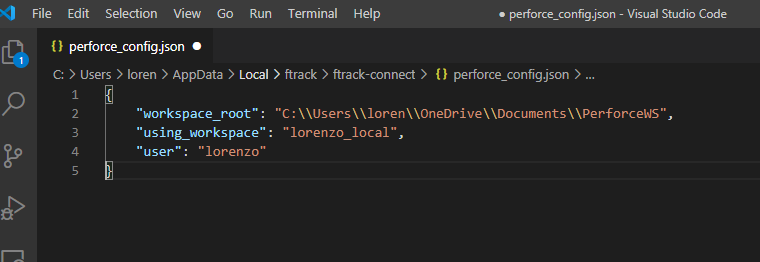 File Edit Selection View Go Run Terminal Help ● perforce_config.json - Visual Studio Code
{} perforce_config.json ●
1
C: > Users > loren > AppData > Local > ftrack > ftrack-connect > {} perforce_config.json > ...
1 {
2 "workspace_root": "C:\\Users\\loren\\OneDrive\\Documents\\PerforceWS",
3 "using_workspace": "lorenzo_local",
4 "user": "lorenzo"
5 }